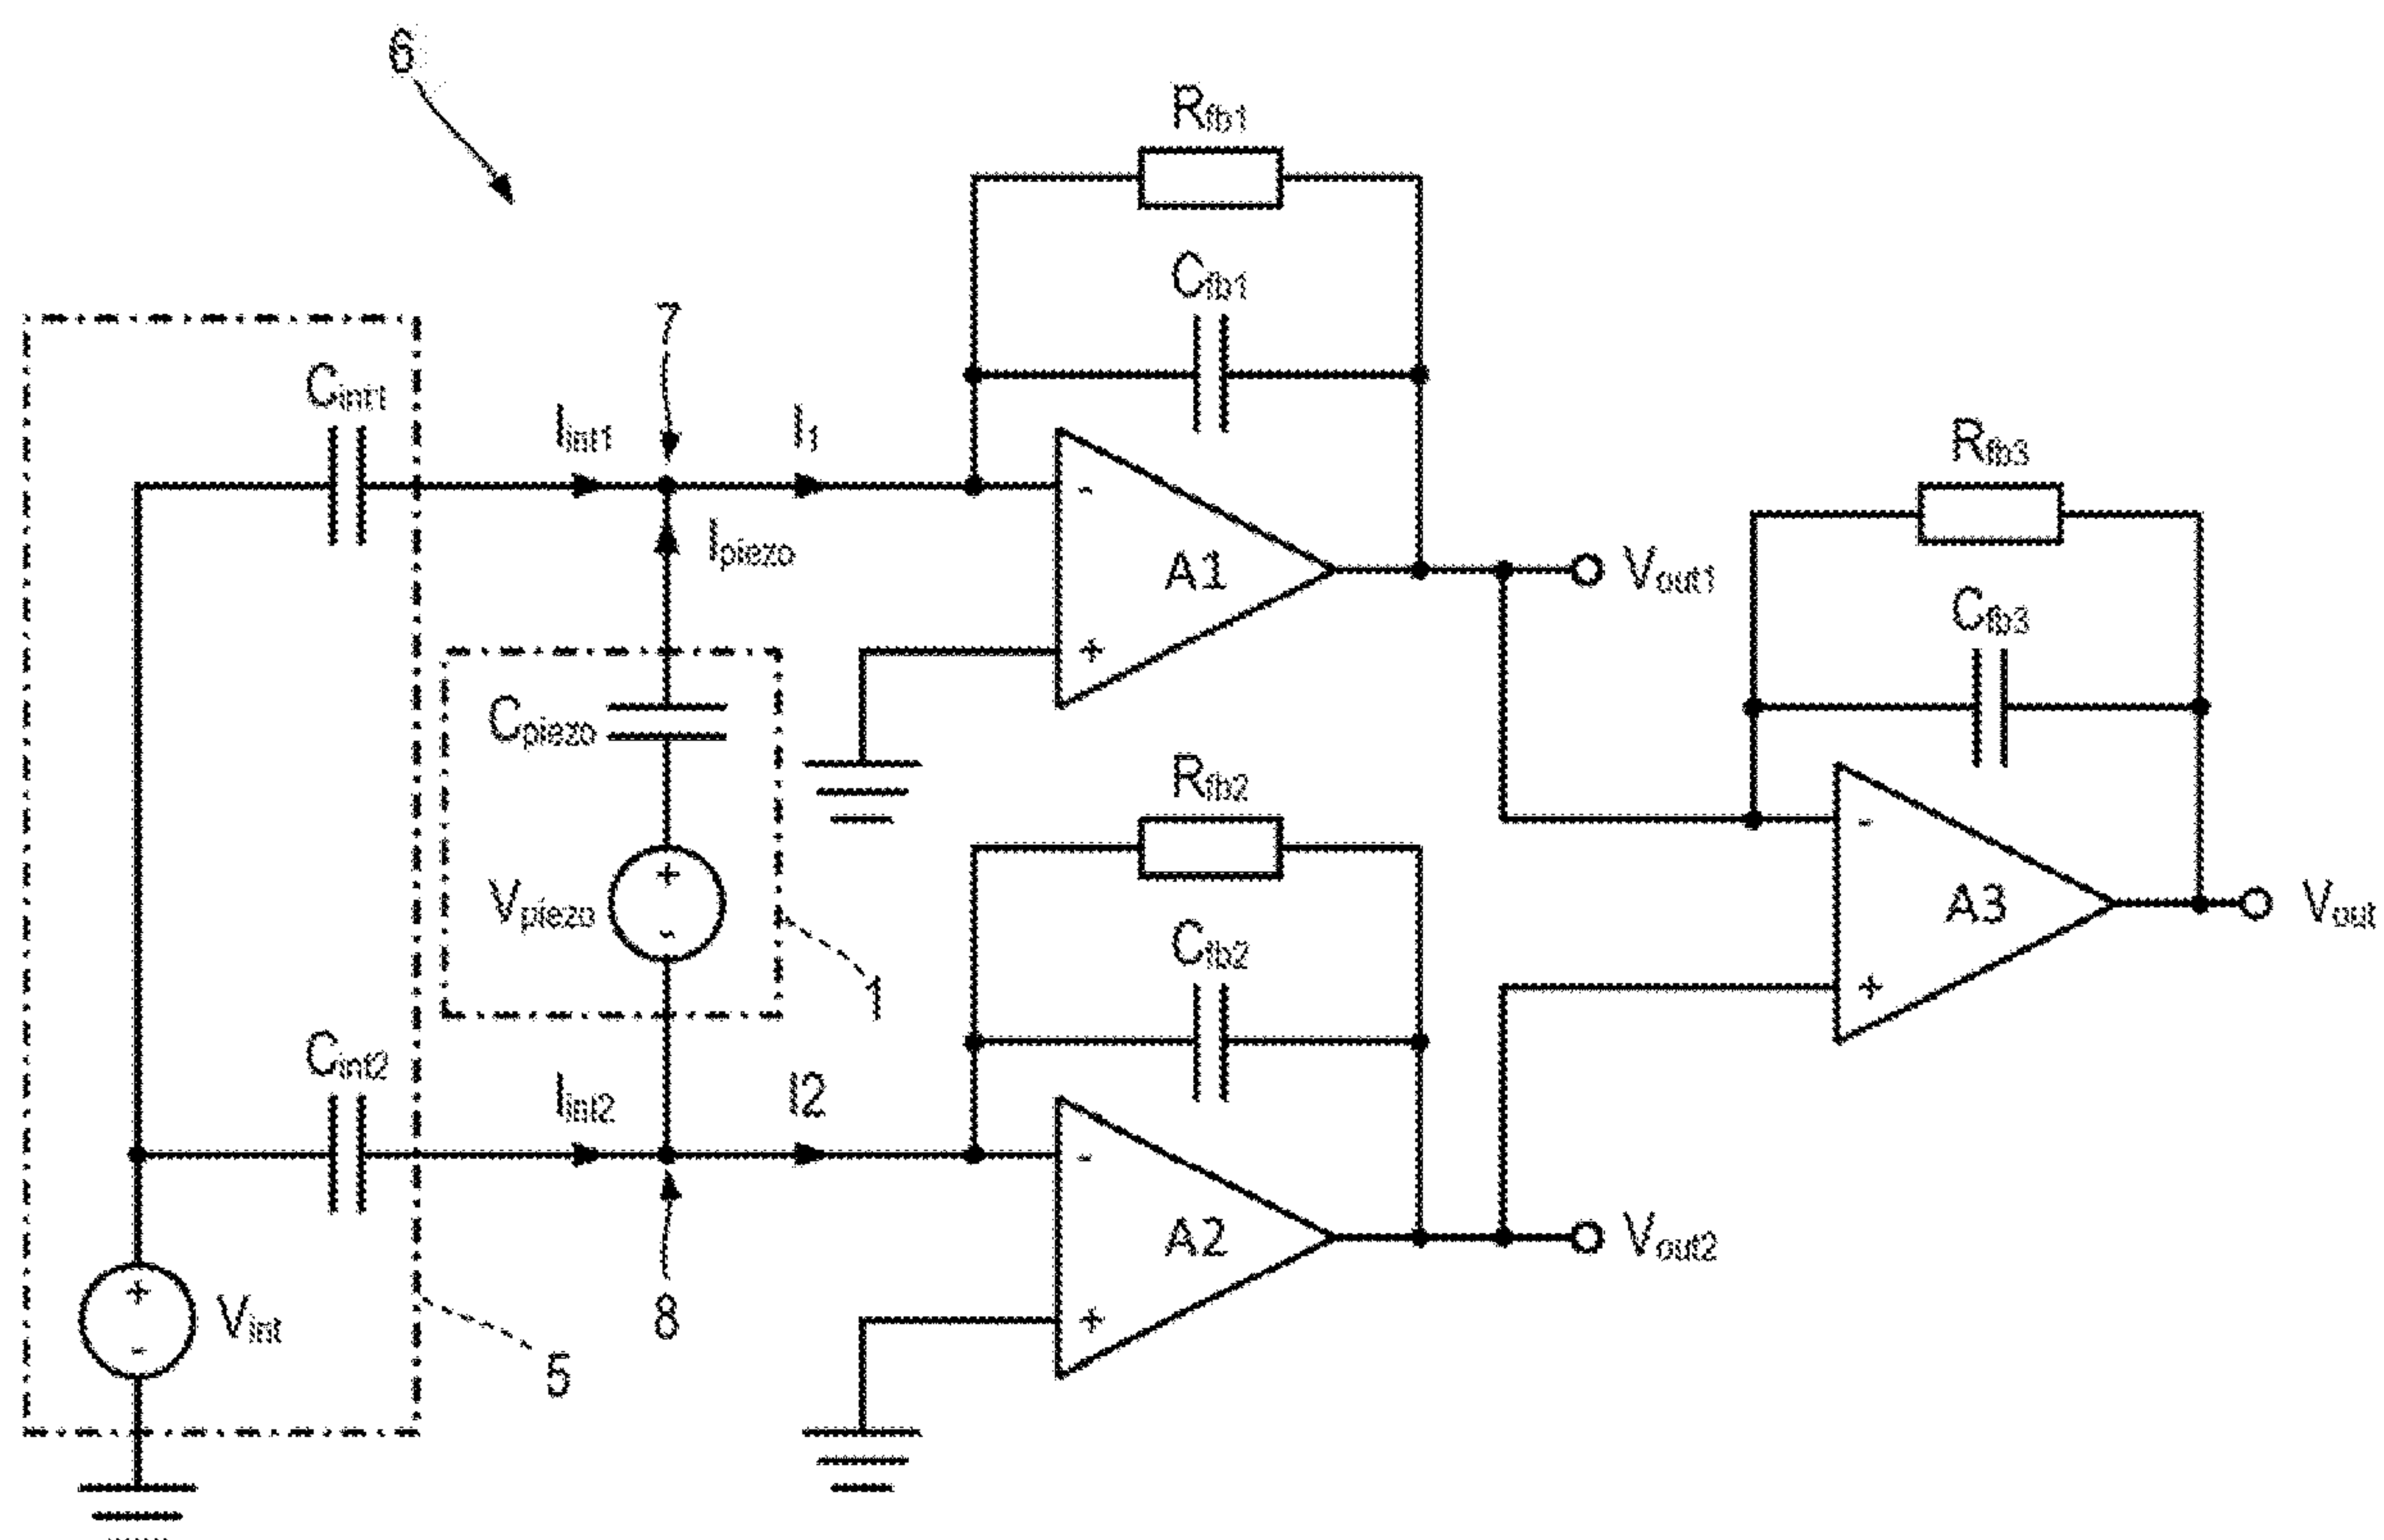 6
Rfb1
Cfb1
7
Cint1
Iint1
I1
Rfb3
-
Ipiezo
A1
Vout1
Cfb3
+
Cpiezo
Rfb2
-
+
Vpiezo
A3
Vout
-
Cfb2
1
+
Cint2
Iint2
I2
-
A2
Vout2
+
Vint
8
+
-
5